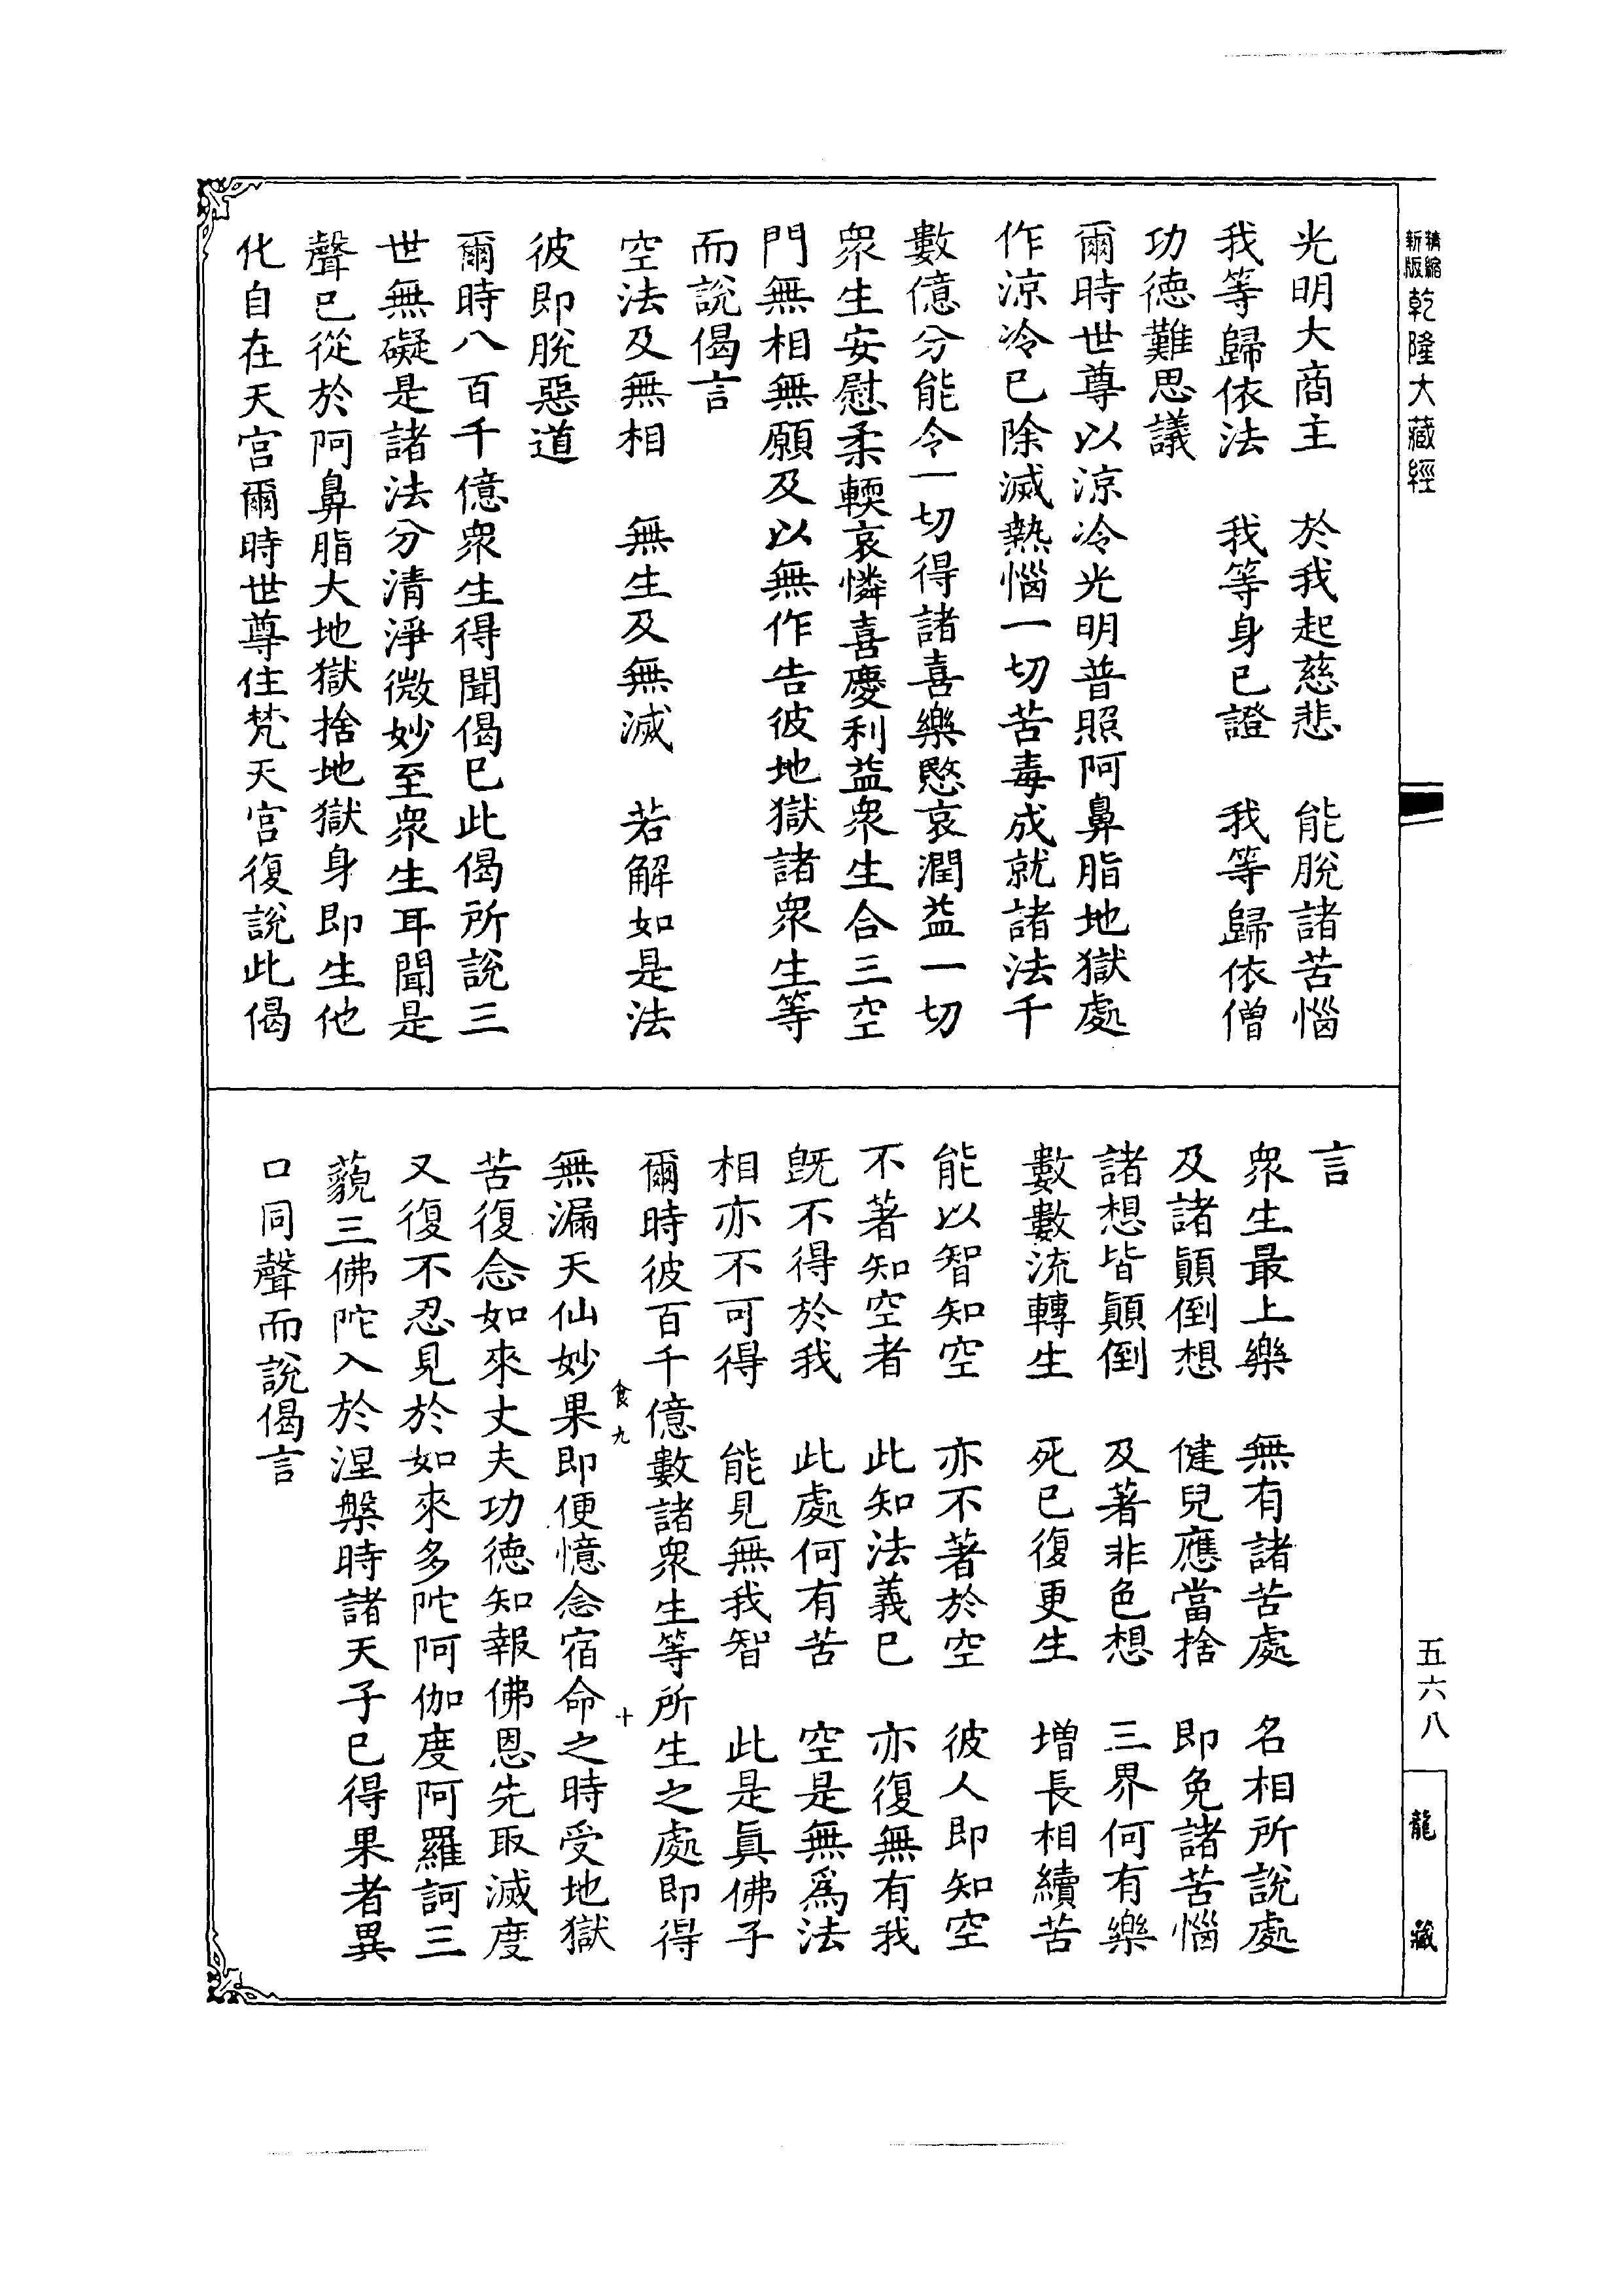 精縮新版乾隆大藏經
五六八
龍藏
光明大商主　於我起慈悲　能脫諸苦惱
我等歸依法　我等身已證　我等歸依僧
功德難思議
爾時世尊以涼冷光明普照阿鼻脂地獄處
作涼冷已除滅熱惱一切苦毒成就諸法千
數億分能令一切得諸喜樂愍哀潤益一切
眾生安慰柔輭哀憐喜慶利益眾生合三空
門無相無願及以無作告彼地獄諸眾生等
而說偈言
空法及無相　無生及無滅　若解如是法
彼即脫惡道
爾時八百千億眾生得聞偈已此偈所說三
世無礙是諸法分清淨微妙至眾生耳聞是
聲已從於阿鼻脂大地獄捨地獄身即生他
化自在天宮爾時世尊住梵天宮復說此偈
言
眾生最上樂　無有諸苦處　名相所說處
及諸顛倒想　健兒應當捨　即免諸苦惱
諸想皆顛倒　及著非色想　三界何有樂
數數流轉生　死已復更生　增長相續苦
能以智知空　亦不著於空　彼人即知空
不著知空者　此知法義已　亦復無有我
既不得於我　此處何有苦　空是無爲法
相亦不可得　能見無我智　此是眞佛子
爾時彼百千億數諸眾生等所生之處即得
食九　十
無漏天仙妙果即便憶念宿命之時受地獄
苦復念如來丈夫功德知報佛恩先取滅度
又復不忍見於如來多陀阿伽度阿羅訶三
藐三佛陀入於涅槃時諸天子已得果者異
口同聲而說偈言